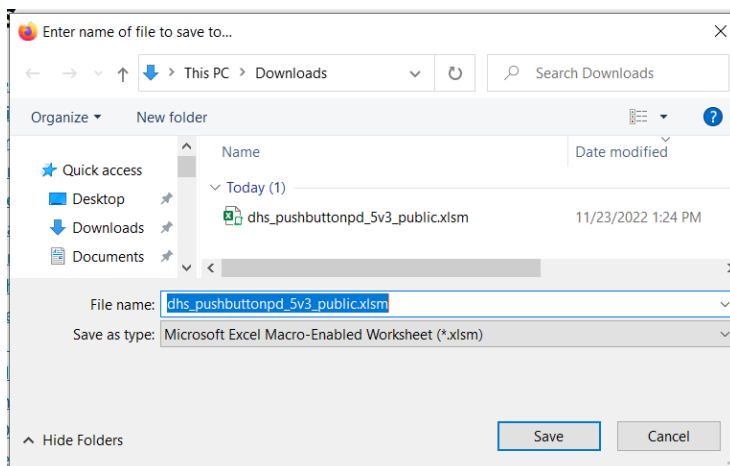 Enter name of file to save to...
This PC > Downloads
Search Downloads
Organize
New folder
?
Name
Date modified
Quick access
Today (1)
Desktop
dhs_pushbuttonpd_5v3_public.xlsm
11/23/2022 1:24 PM
Downloads
Documents
File name: dhs_pushbuttonpd_5v3_public.xlsm
Save as type: Microsoft Excel Macro-Enabled Worksheet (*.xlsm)
Hide Folders
Save
Cancel